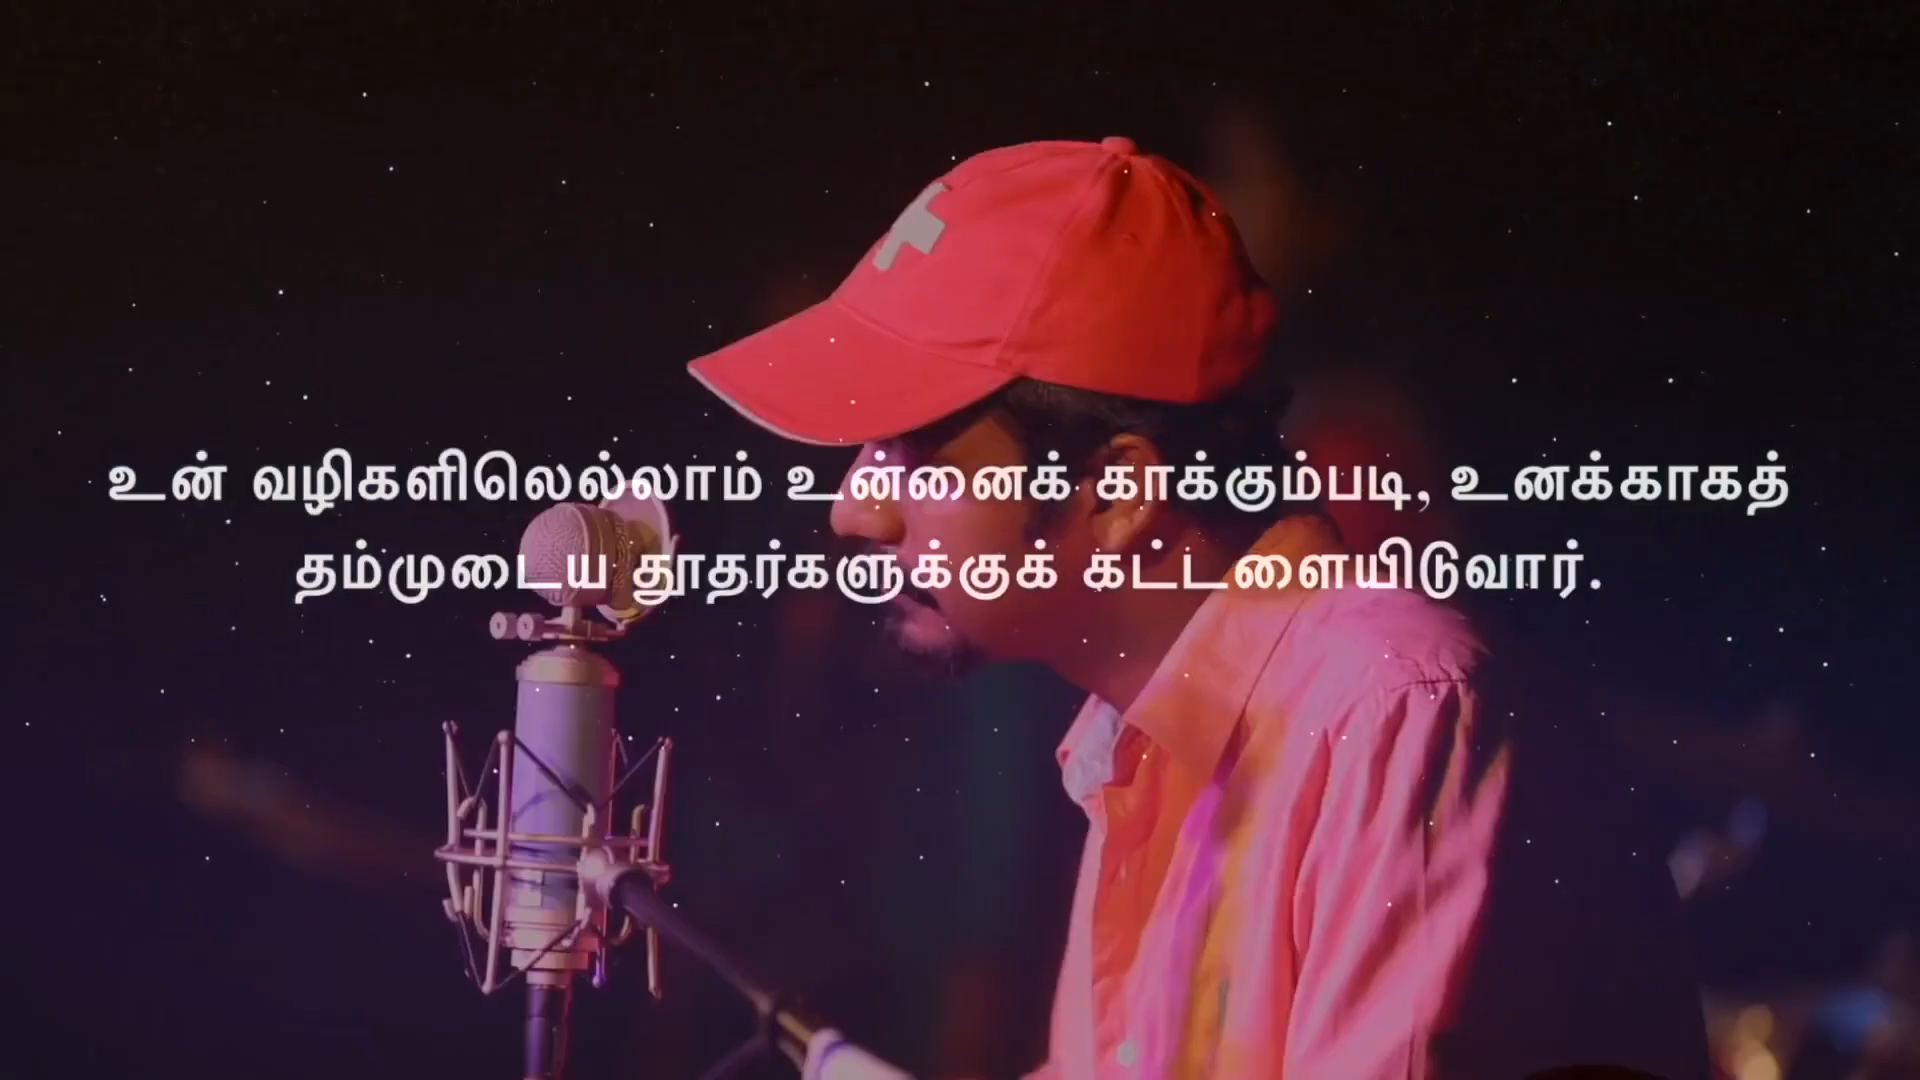 உன் வழிகளிலெல்லாம் உன்னைக் காக்கும்படி, உனக்காகத்
தம்முடைய தூதர்களுக்குக் கட்டளையிடுவார்.